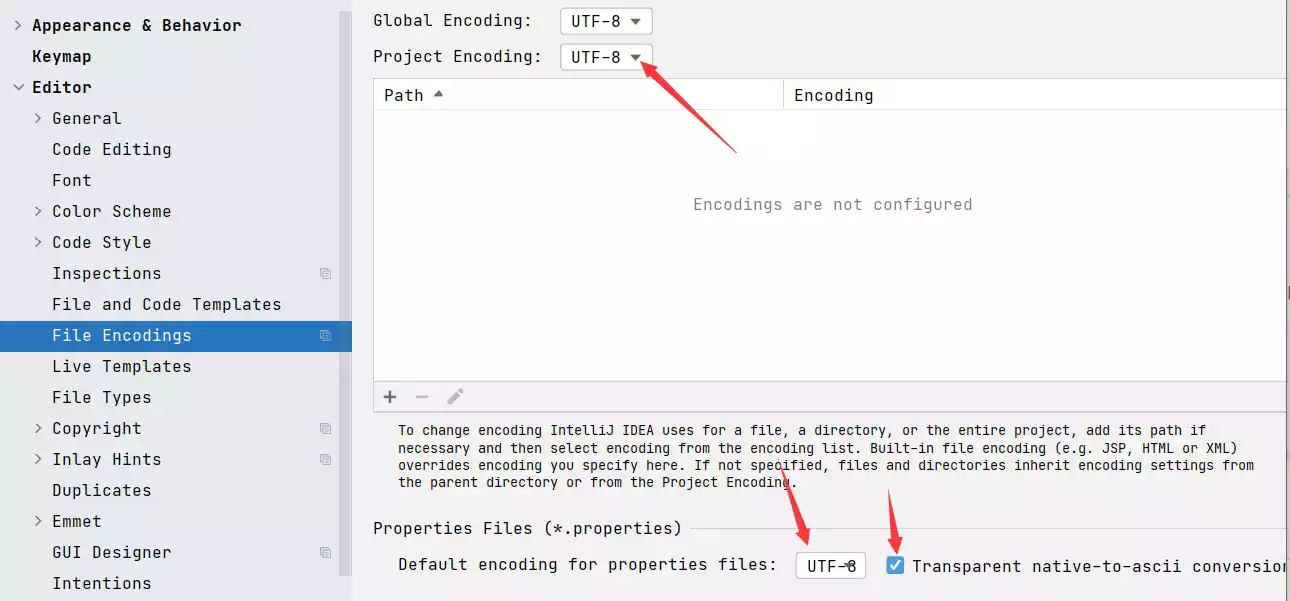 Appearance & Behavior
Keymap
Editor
General
Code Editing
Font
Color Scheme
Code Style
Inspections
File and Code Templates
File Encodings
Live Templates
File Types
Copyright
Inlay Hints
Duplicates
Emmet
GUI Designer
Intentions
Global Encoding: UTF-8
Project Encoding: UTF-8
Path Encoding
Encodings are not configured
To change encoding IntelliJ IDEA uses for a file, a directory, or the entire project, add its path if
necessary and then select encoding from the encoding list. Built-in file encoding (e.g. JSP, HTML or XML)
overrides encoding you specify here. If not specified, files and directories inherit encoding settings from
the parent directory or from the Project Encoding.
Properties Files (*.properties)
Default encoding for properties files: UTF-8 Transparent native-to-ascii conversion